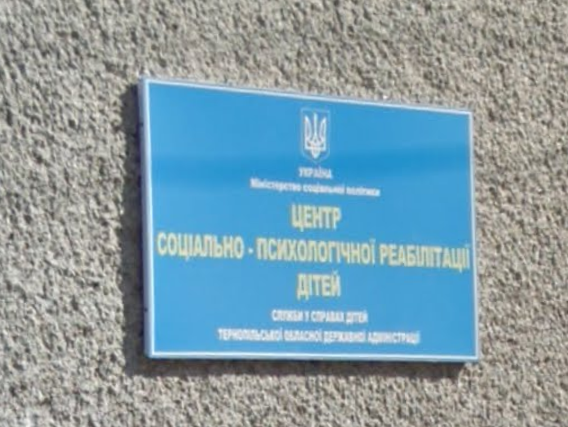 УКРАЇНА
Міністерство соціальної політики
ЦЕНТР
СОЦІАЛЬНО - ПСИХОЛОГІЧНОЇ РЕАБІЛІТАЦІЇ
ДІТЕЙ
СЛУЖБИ У СПРАВАХ ДІТЕЙ
ТЕРНОПІЛЬСЬКОЇ ОБЛАСНОЇ ДЕРЖАВНОЇ АДМІНІСТРАЦІЇ